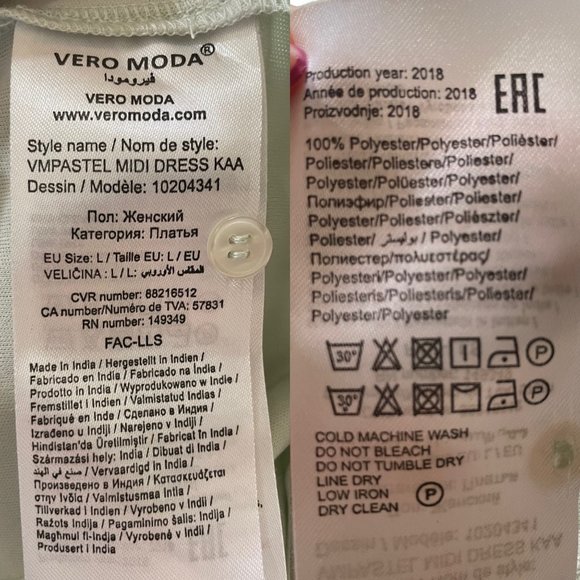 VERO MODA®
فيرومودا
VERO MODA
www.veromoda.com
Style name / Nom de style:
VMPASTEL MIDI DRESS KAA
Dessin / Modèle: 10204341
Пол: Женский
Категория: Платья
EU Size: L / Taille EU: L / EU
VELIČINA : L / L: المقاس الأوروبي
CVR number: 88216512
CA number/Numéro de TVA: 57831
RN number: 149349
FAC-LLS
Made in India / Hergestellt in Indien /
Fabricado en India / Fabricado na Índia /
Prodotto in India / Wyprodukowano w Indie /
Fremstillet i Indien / Valmistatud Indias /
Fabriqué en Inde / Сделано в Индия /
Izrađeno u Indiji / Narejeno v Indiji /
Hindistan'da Üretilmiştir / Fabricat în India /
Származási hely: India / Dibuat di India /
صنع في الهند / Vervaardigd in India /
Произведено в Индия / Κατασκευάζεται
στην Ινδία / Valmistusmaa Intia /
Tillverkad i Indien / Vyrobené v Indii /
Ražots Indija / Pagaminimo šalis: Indija /
Maghmul fl-Indja / Vyrobeno v Indii /
Produsert i India
Production year: 2018
Année de production: 2018
Proizvodnje: 2018
EAC
100% Polyester/Polyester/Poliéster/
Poliester/Poliestere/Poliester/
Polyester/Polüester/Polyester/
Полиэфир/Poliester/Poliester/
Polyester/Poliester/Poliészter/
Poliester/ بوليستر / Polyester/
Полиестер/πολυεστέρας/
Polyesteri/Polyester/Polyester/
Poliesteris/Poliesteris/Poliester/
Polyester/Polyester
30° P
30° P
COLD MACHINE WASH
DO NOT BLEACH
DO NOT TUMBLE DRY
LINE DRY
LOW IRON
DRY CLEAN P